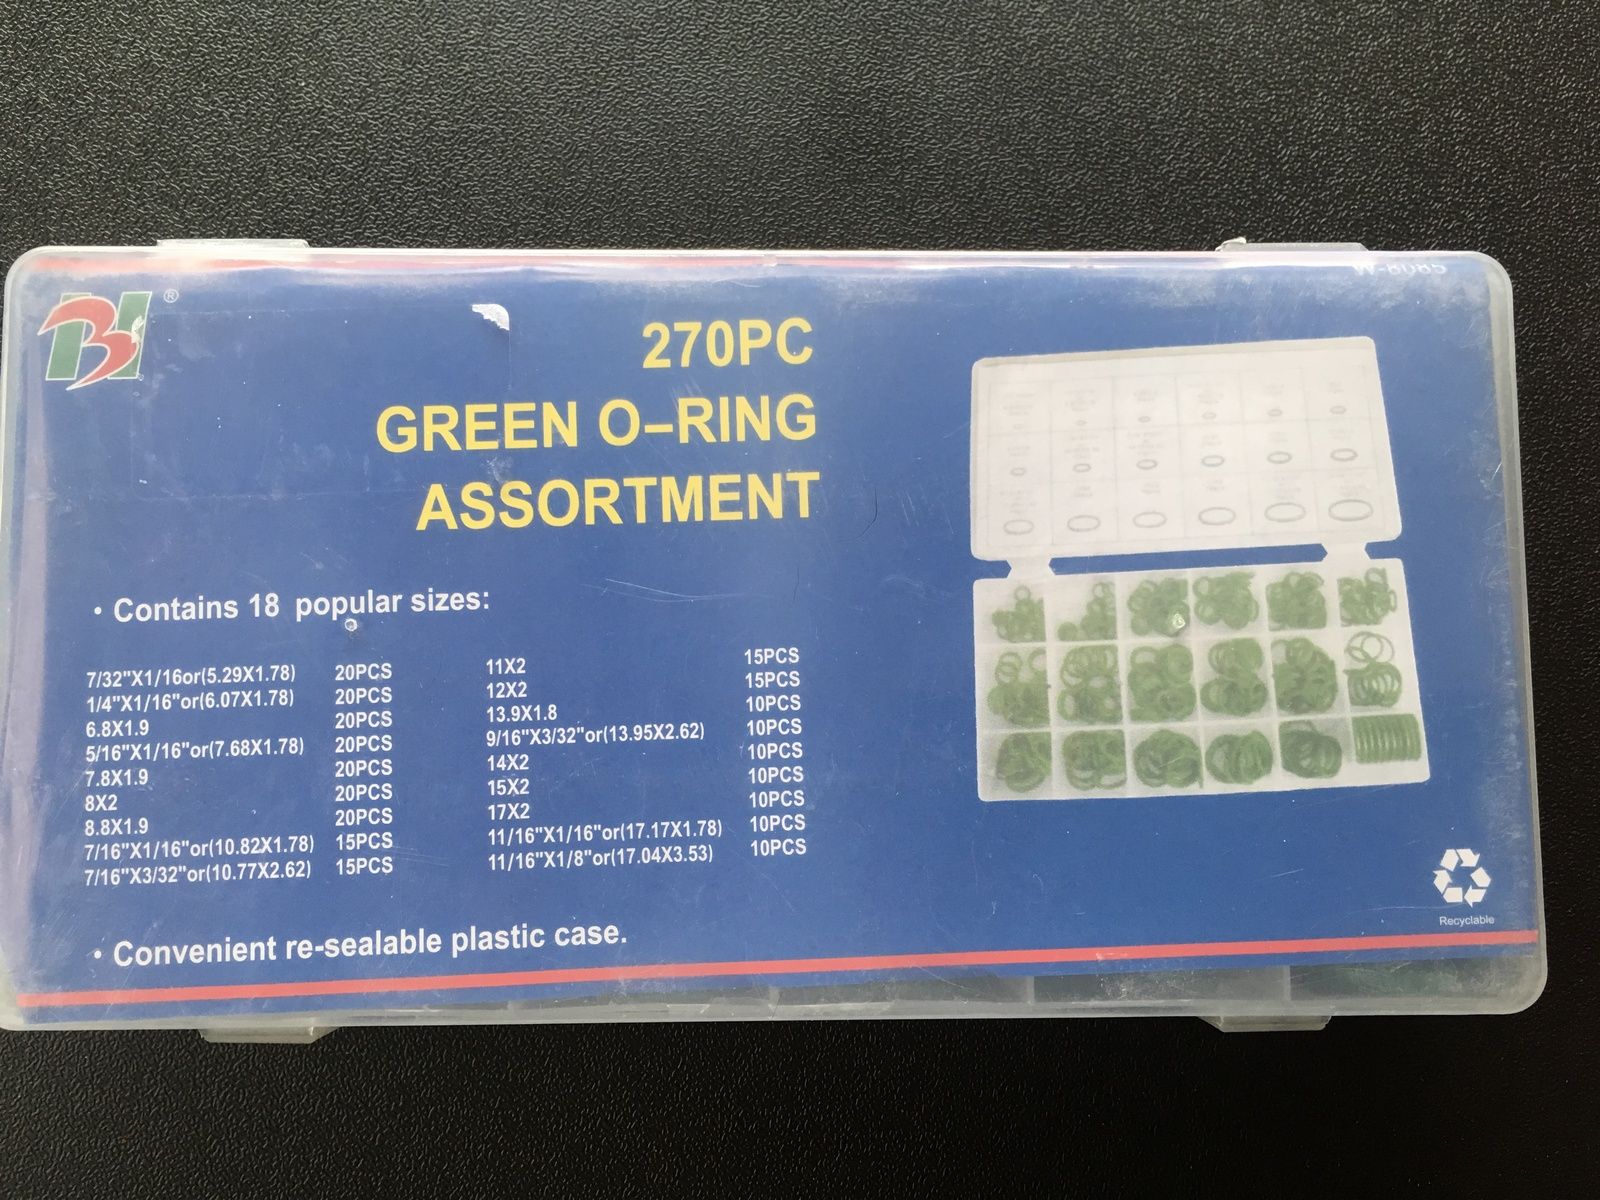 W-8085
®
270PC
GREEN O-RING
ASSORTMENT
• Contains 18 popular sizes:
7/32"X1/16or(5.29X1.78) 20PCS
1/4"X1/16"or(6.07X1.78) 20PCS
6.8X1.9 20PCS
5/16"X1/16"or(7.68X1.78) 20PCS
7.8X1.9 20PCS
8X2 20PCS
8.8X1.9 20PCS
7/16"X1/16"or(10.82X1.78) 15PCS
7/16"X3/32"or(10.77X2.62) 15PCS
11X2 15PCS
12X2 15PCS
13.9X1.8 10PCS
9/16"X3/32"or(13.95X2.62) 10PCS
14X2 10PCS
15X2 10PCS
17X2 10PCS
11/16"X1/16"or(17.17X1.78) 10PCS
11/16"X1/8"or(17.04X3.53) 10PCS
• Convenient re-sealable plastic case.
Recyclable